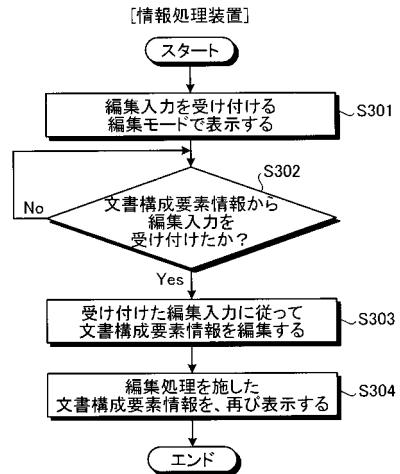 [情報処理装置]
スタート
編集入力を受け付ける
編集モードで表示する
S301
S302
文書構成要素情報から
編集入力を
受け付けたか？
No
Yes
受け付けた編集入力に従って
文書構成要素情報を編集する
S303
編集処理を施した
文書構成要素情報を、再び表示する
S304
エンド